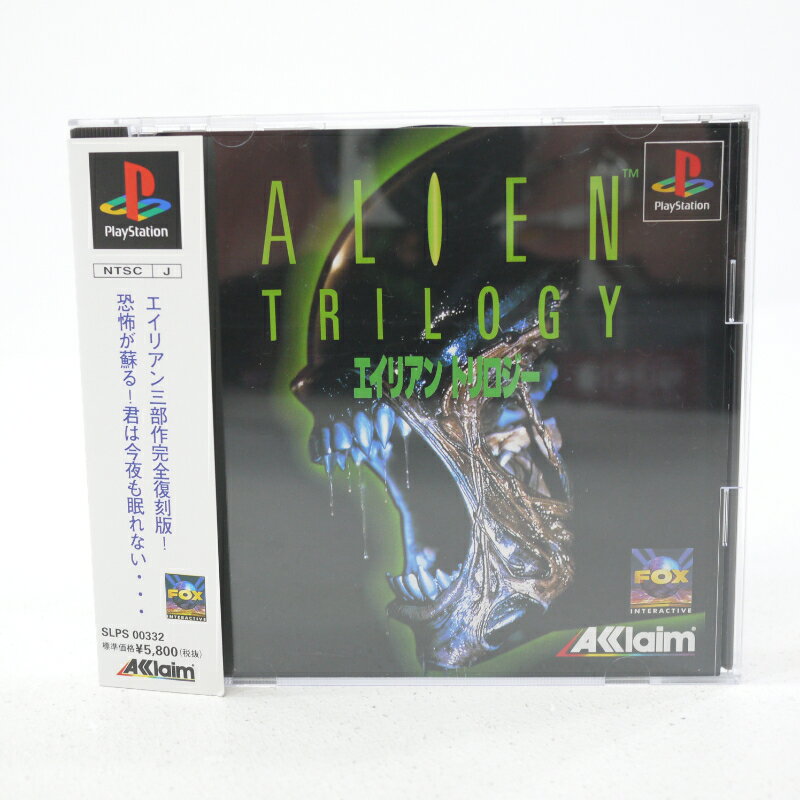 PlayStation
NTSC J
エイリアン三部作完全復刻版！
恐怖が蘇る！君は今夜も眠れない・・・
FOX
INTERACTIVE
SLPS 00332
標準価格¥5,800(税抜)
AKklaim
ALIEN™
TRILOGY
エイリアン トリロジー
PlayStation
FOX
INTERACTIVE
AKklaim